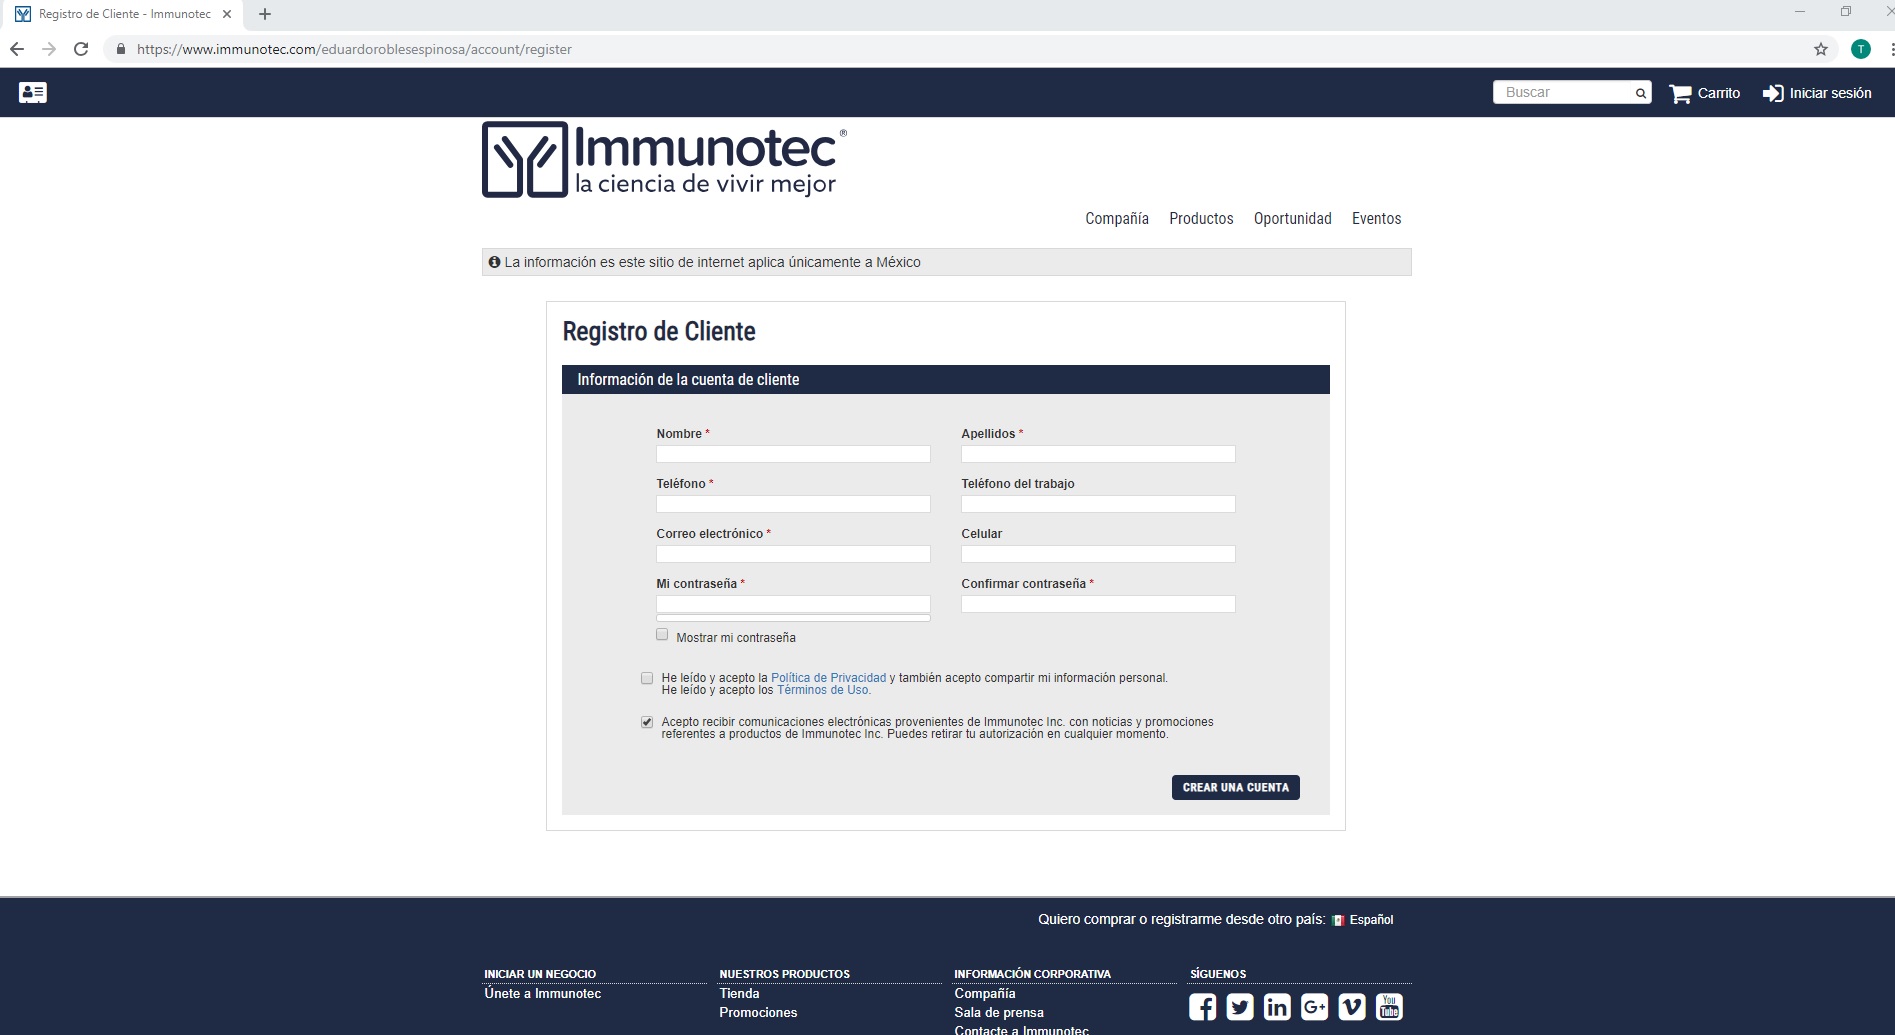 Registro de Cliente - Immunotec
https://www.immunotec.com/eduardoroblesespinosa/account/register
T
Buscar
Carrito
Iniciar sesión
Immunotec®
la ciencia de vivir mejor
Compañía Productos Oportunidad Eventos
La información es este sitio de internet aplica únicamente a México
Registro de Cliente
Información de la cuenta de cliente
Nombre * Apellidos *
Teléfono * Teléfono del trabajo
Correo electrónico * Celular
Mi contraseña * Confirmar contraseña *
Mostrar mi contraseña
He leído y acepto la Política de Privacidad y también acepto compartir mi información personal.
He leído y acepto los Términos de Uso.
Acepto recibir comunicaciones electrónicas provenientes de Immunotec Inc. con noticias y promociones
referentes a productos de Immunotec Inc. Puedes retirar tu autorización en cualquier momento.
CREAR UNA CUENTA
Quiero comprar o registrarme desde otro país: Español
INICIAR UN NEGOCIO NUESTROS PRODUCTOS INFORMACIÓN CORPORATIVA SÍGUENOS
Únete a Immunotec Tienda Compañía
Promociones Sala de prensa
Contacte a Immunotec
You Tube